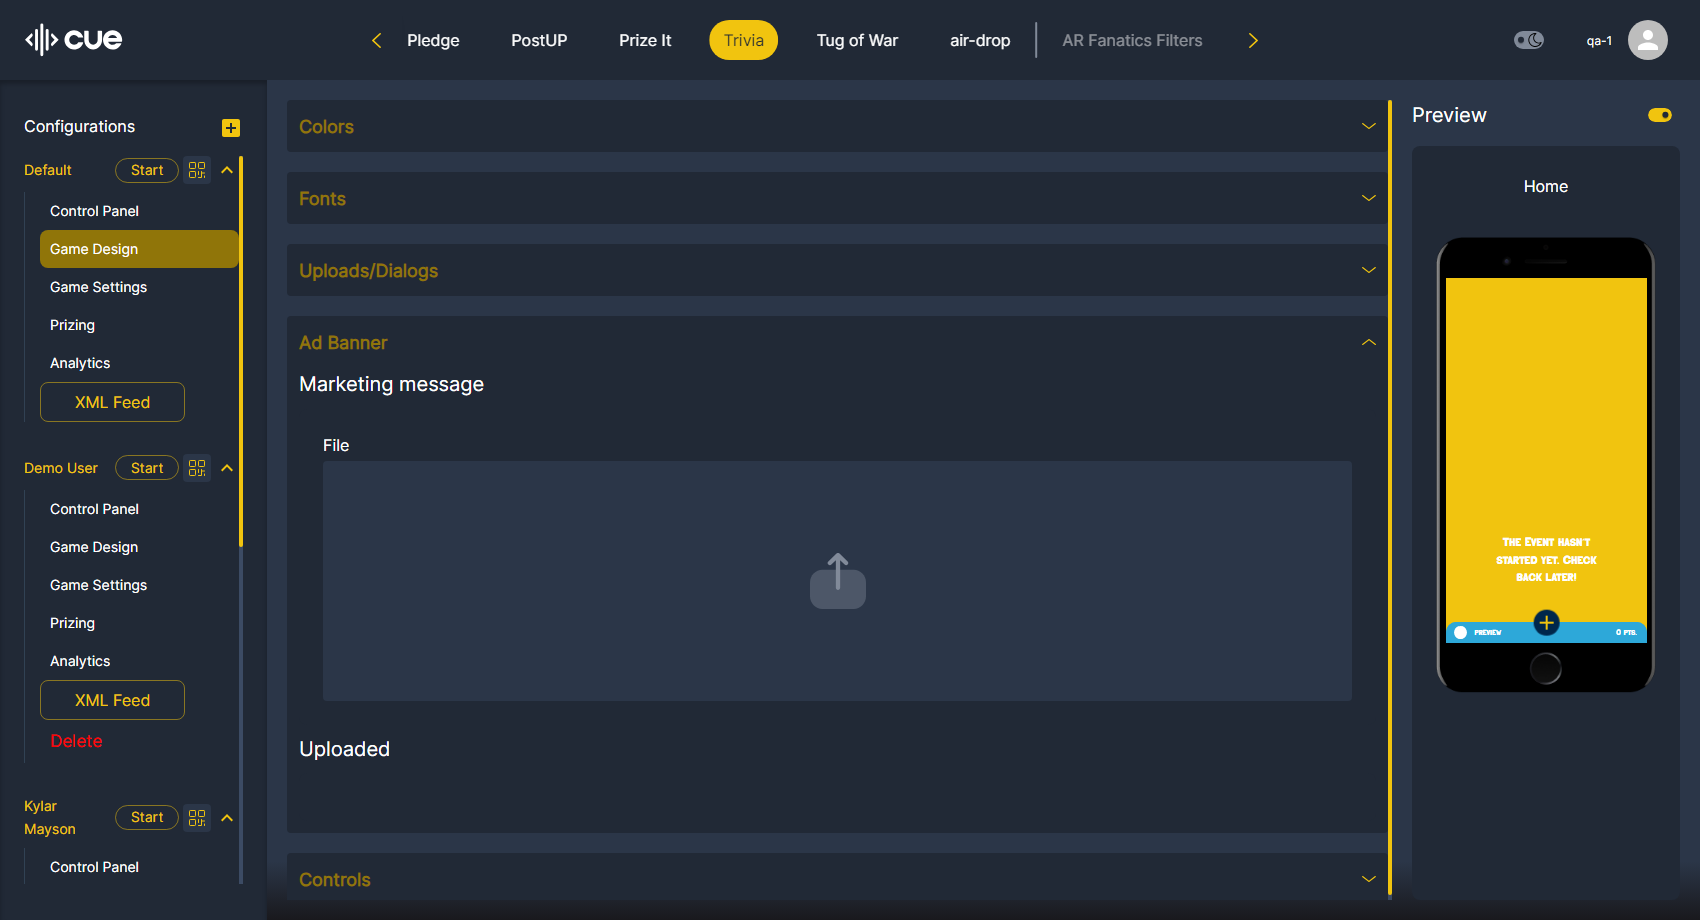 cue
Pledge
PostUP
Prize It
Trivia
Tug of War
air-drop
AR Fanatics Filters
qa-1
Configurations
Default
Start
Control Panel
Game Design
Game Settings
Prizing
Analytics
XML Feed
Demo User
Start
Control Panel
Game Design
Game Settings
Prizing
Analytics
XML Feed
Delete
Kylar
Mayson
Start
Control Panel
Colors
Fonts
Uploads/Dialogs
Ad Banner
Marketing message
File
Uploaded
Controls
Preview
Home
The Event hasn't
started yet. Check
back later!
PREVIEW
0 PTS.